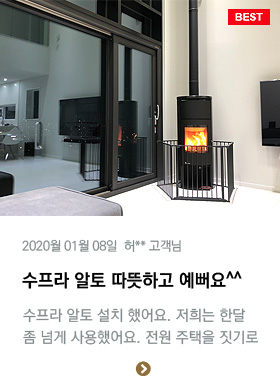 BEST
2020월 01월 08일 허** 고객님
수프라 알토 따뜻하고 예뻐요^^
수프라 알토 설치 했어요. 저희는 한달
좀 넘게 사용했어요. 전원 주택을 짓기로